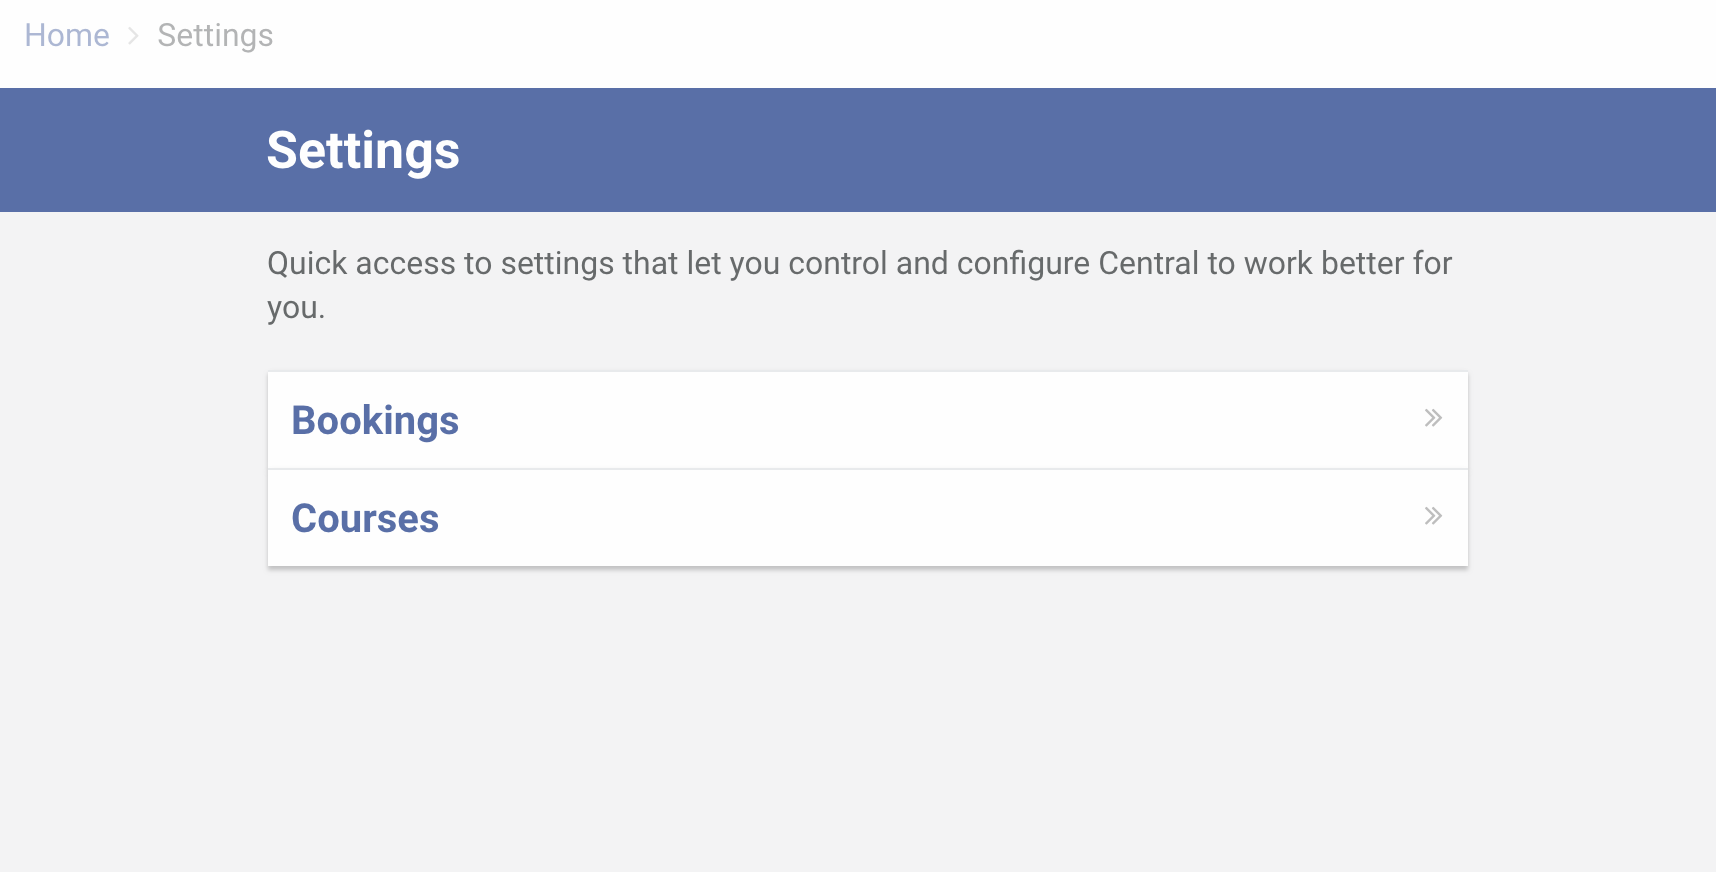 Home
Settings
Settings
Quick access to settings that let you control and configure Central to work better for
you.
Bookings
Courses